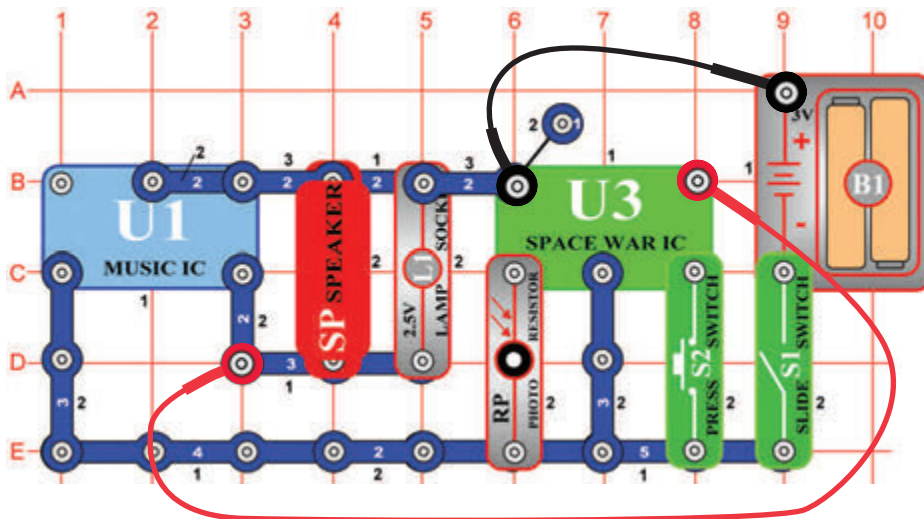 1 2 3 4 5 6 7 8 9 10
A
3V
2 1
2 3 1 3 1 1
B 2 2 2 2 + B1
U1 U3 -
MUSIC IC SPACE WAR IC
SP SPEAKER
L1
2.5V LAMP SOCKET
C
1 2 2 2 2
RP PHOTO RESISTOR
S2 PRESS SWITCH
S1 SLIDE SWITCH
D 3
1
3 2 3 2 2 2 2
E 4 2 5
1 2 1